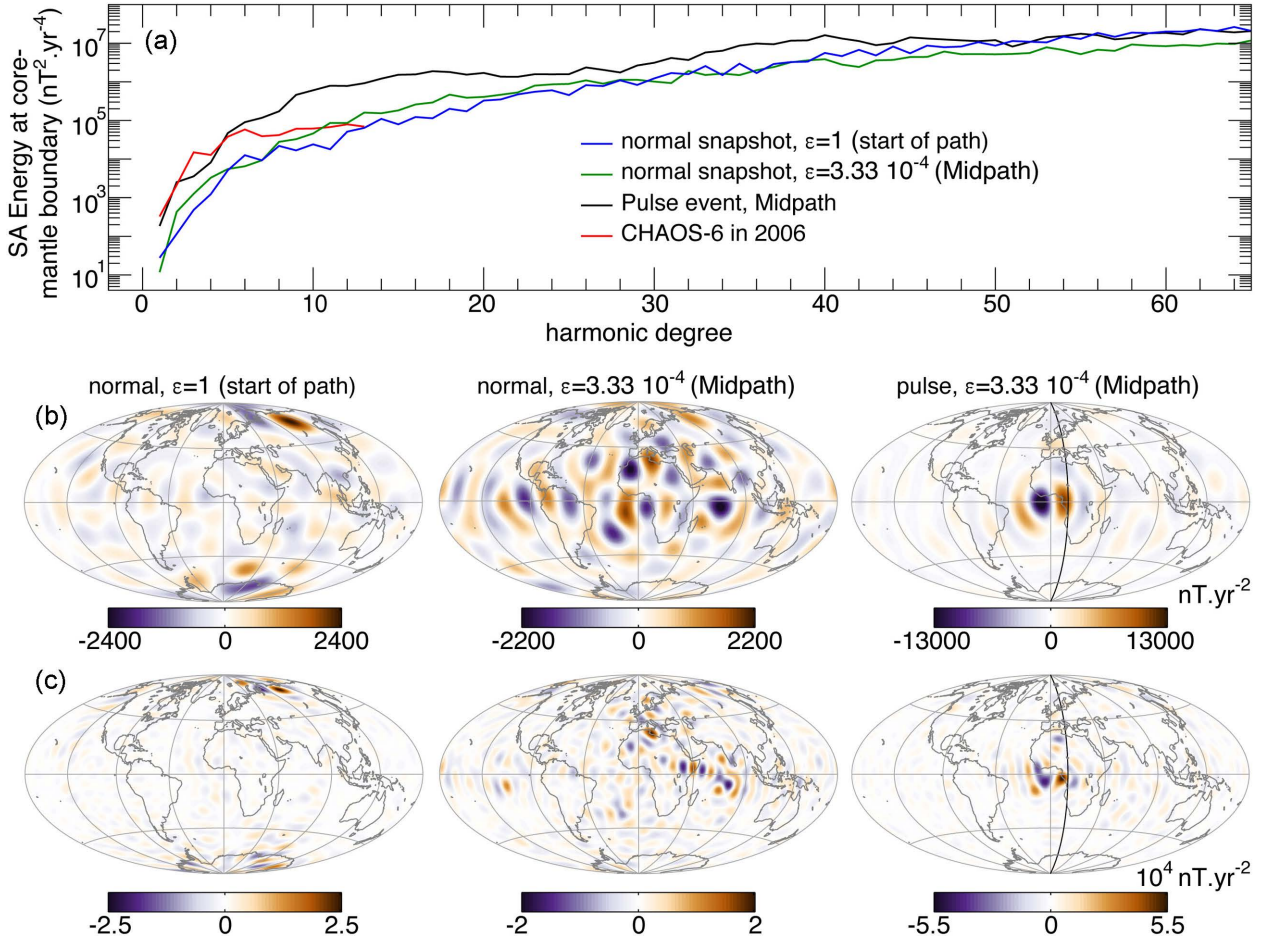 (a)
SA Energy at core-
mantle boundary (nT².yr⁻⁴)
10⁷
10⁵
10³
10¹
normal snapshot, ε=1 (start of path)
normal snapshot, ε=3.33 10⁻⁴ (Midpath)
Pulse event, Midpath
CHAOS-6 in 2006
0 10 20 30 40 50 60
harmonic degree
normal, ε=1 (start of path) normal, ε=3.33 10⁻⁴ (Midpath) pulse, ε=3.33 10⁻⁴ (Midpath)
(b)
nT.yr⁻²
-2400 0 2400 -2200 0 2200 -13000 0 13000
(c)
10⁴ nT.yr⁻²
-2.5 0 2.5 -2 0 2 -5.5 0 5.5